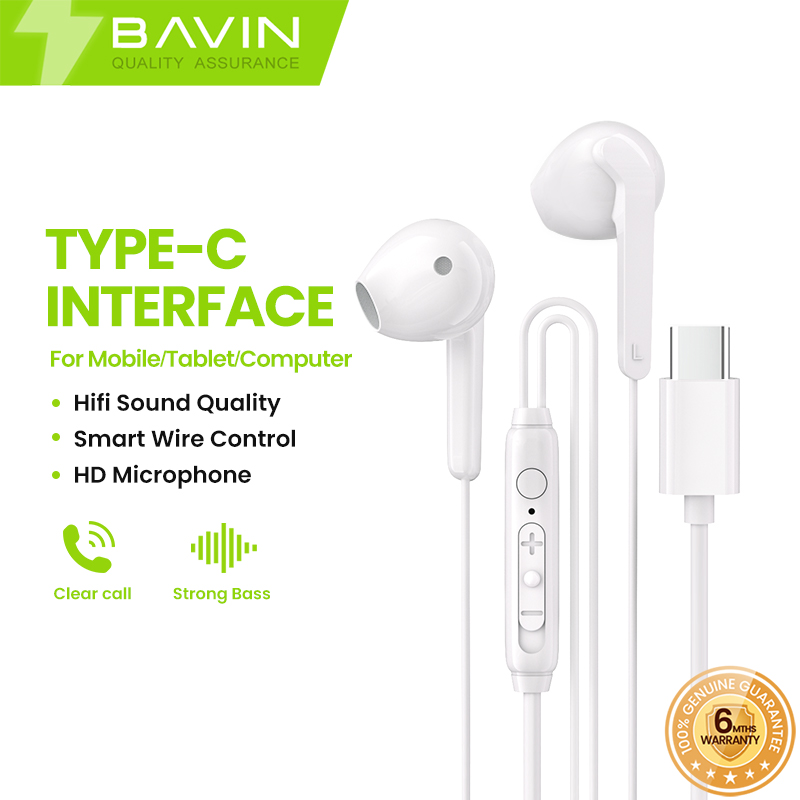 BAVIN
QUALITY ASSURANCE
TYPE-C
INTERFACE
For Mobile/Tablet/Computer
• Hifi Sound Quality
• Smart Wire Control
• HD Microphone
Clear call
Strong Bass
L
100% GENUINE GUARANTEE
6 MTHS
WARRANTY